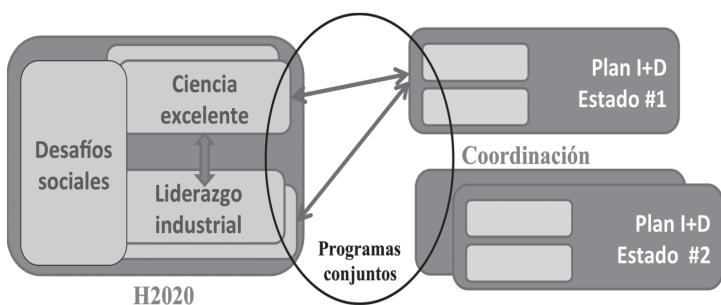 Ciencia
excelente
Desafíos
sociales
Liderazgo
industrial
H2020
Programas
conjuntos
Plan I+D
Estado #1
Coordinación
Plan I+D
Estado #2